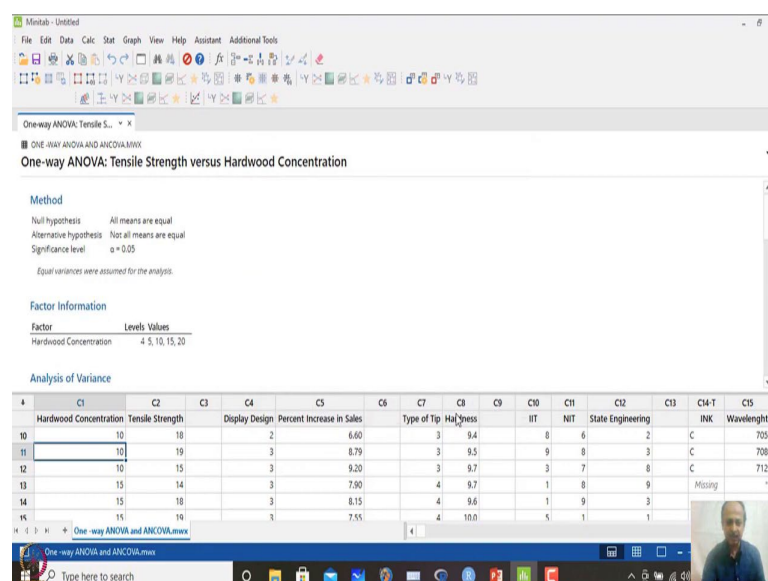 Minitab - Untitled
File Edit Data Calc Stat Graph View Help Assistant Additional Tools
One-way ANOVA: Tensile S...
ONE -WAY ANOVA AND ANCOVA.MWX
One-way ANOVA: Tensile Strength versus Hardwood Concentration
Method
Null hypothesis All means are equal
Alternative hypothesis Not all means are equal
Significance level α = 0.05
Equal variances were assumed for the analysis.
Factor Information
Factor Levels Values
Hardwood Concentration 4 5, 10, 15, 20
Analysis of Variance
C1 C2 C3 C4 C5 C6 C7 C8 C9 C10 C11 C12 C13 C14-T C15
Hardwood Concentration Tensile Strength Display Design Percent Increase in Sales Type of Tip Hardness IIT NIT State Engineering INK Wavelenght
10 10 18 2 6.60 3 9.4 8 6 2 C 705
11 10 19 3 8.79 3 9.5 9 8 3 C 708
12 10 15 3 9.20 3 9.7 3 7 8 C 712
13 15 14 3 7.90 4 9.7 1 8 9 Missing *
14 15 18 3 8.15 4 9.6 1 9 3
15 15 19 3 7.55 4 10.0 5 1 1
One -way ANOVA and ANCOVA.mwx
One -way ANOVA and ANCOVA.mwx
Type here to search